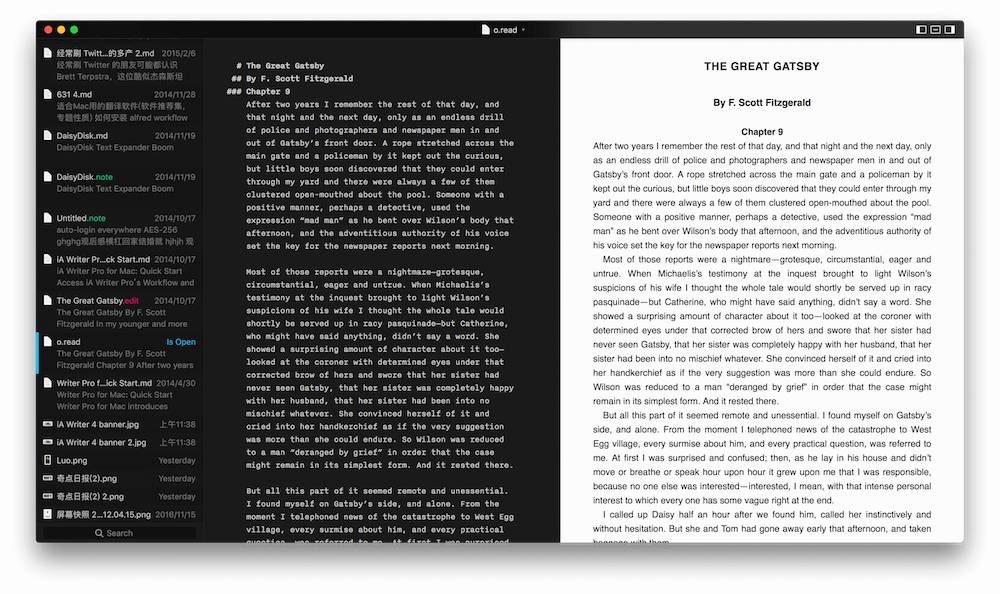 o.read
经常刷 Twitt...的多产 2.md 2015/2/6
经常刷 Twitter 的朋友可能都认识
Brett Terpstra，这位酷似杰森斯坦
631 4.md 2014/11/28
适合Mac用的翻译软件(软件推荐集,
专题性质) 如何安装 alfred workflow
DaisyDisk.md 2014/11/19
DaisyDisk Text Expander Boom
DaisyDisk.note 2014/11/19
DaisyDisk Text Expander Boom
Untitled.note 2014/10/17
auto-login everywhere AES-256
ghghg观后感横杠回家结婚就 hjhjh 观
iA Writer Pr...ck Start.md 2014/10/17
iA Writer Pro for Mac: Quick Start
Access iA Writer Pro's Workflow and
The Great Gatsby.edit 2014/10/17
The Great Gatsby By F. Scott
Fitzgerald In my younger and more
o.read Is Open
The Great Gatsby By F. Scott
Fitzgerald Chapter 9 After two years
Writer Pro f...ick Start.md 2014/4/30
Writer Pro for Mac: Quick Start
Writer Pro for Mac introduces
iA Writer 4 banner.jpg 上午11:38
iA Writer 4 banner 2.jpg 上午11:38
Luo.png Yesterday
奇点日报(2).png Yesterday
奇点日报(2) 2.png Yesterday
屏幕快照 2...12.04.15.png 2016/11/15
Search
# The Great Gatsby
## By F. Scott Fitzgerald
### Chapter 9
After two years I remember the rest of that day, and
that night and the next day, only as an endless drill
of police and photographers and newspaper men in and
out of Gatsby's front door. A rope stretched across the
main gate and a policeman by it kept out the curious,
but little boys soon discovered that they could enter
through my yard and there were always a few of them
clustered open-mouthed about the pool. Someone with a
positive manner, perhaps a detective, used the
expression “mad man” as he bent over Wilson's body that
afternoon, and the adventitious authority of his voice
set the key for the newspaper reports next morning.
Most of those reports were a nightmare—grotesque,
circumstantial, eager and untrue. When Michaelis's
testimony at the inquest brought to light Wilson's
suspicions of his wife I thought the whole tale would
shortly be served up in racy pasquinade—but Catherine,
who might have said anything, didn't say a word. She
showed a surprising amount of character about it too—
looked at the coroner with determined eyes under that
corrected brow of hers and swore that her sister had
never seen Gatsby, that her sister was completely happy
with her husband, that her sister had been into no
mischief whatever. She convinced herself of it and
cried into her handkerchief as if the very suggestion
was more than she could endure. So Wilson was reduced
to a man “deranged by grief” in order that the case
might remain in its simplest form. And it rested there.
But all this part of it seemed remote and unessential.
I found myself on Gatsby's side, and alone. From the
moment I telephoned news of the catastrophe to West Egg
village, every surmise about him, and every practical
question, was referred to me. At first I was surprised
THE GREAT GATSBY
By F. Scott Fitzgerald
Chapter 9
After two years I remember the rest of that day, and that night and the next day, only
as an endless drill of police and photographers and newspaper men in and out of
Gatsby's front door. A rope stretched across the main gate and a policeman by it
kept out the curious, but little boys soon discovered that they could enter through my
yard and there were always a few of them clustered open-mouthed about the pool.
Someone with a positive manner, perhaps a detective, used the expression “mad
man” as he bent over Wilson's body that afternoon, and the adventitious authority of
his voice set the key for the newspaper reports next morning.
Most of those reports were a nightmare—grotesque, circumstantial, eager and
untrue. When Michaelis's testimony at the inquest brought to light Wilson's
suspicions of his wife I thought the whole tale would shortly be served up in racy
pasquinade—but Catherine, who might have said anything, didn't say a word. She
showed a surprising amount of character about it too—looked at the coroner with
determined eyes under that corrected brow of hers and swore that her sister had
never seen Gatsby, that her sister was completely happy with her husband, that her
sister had been into no mischief whatever. She convinced herself of it and cried into
her handkerchief as if the very suggestion was more than she could endure. So
Wilson was reduced to a man “deranged by grief” in order that the case might
remain in its simplest form. And it rested there.
But all this part of it seemed remote and unessential. I found myself on Gatsby's
side, and alone. From the moment I telephoned news of the catastrophe to West
Egg village, every surmise about him, and every practical question, was referred to
me. At first I was surprised and confused; then, as he lay in his house and didn't
move or breathe or speak hour upon hour it grew upon me that I was responsible,
because no one else was interested—interested, I mean, with that intense personal
interest to which every one has some vague right at the end.
I called up Daisy half an hour after we found him, called her instinctively and
without hesitation. But she and Tom had gone away early that afternoon, and taken
baggage with them.